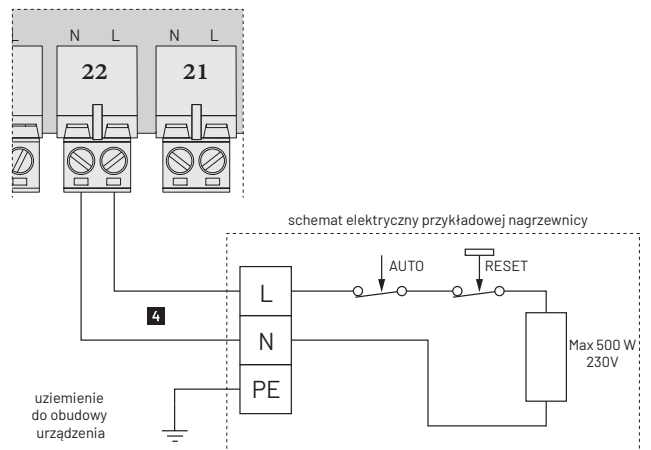 L N L N L
22 21
schemat elektryczny przykładowej nagrzewnicy
AUTO RESET
L
4
N
Max 500 W
230V
PE
uziemienie
do obudowy
urządzenia